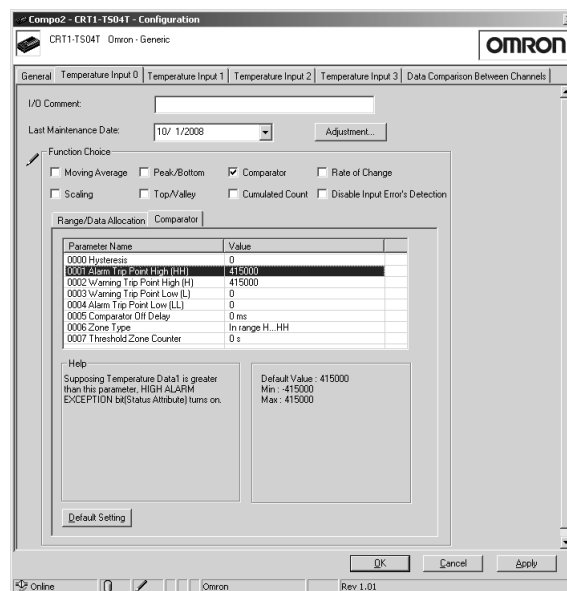 Compo2 - CRT1-TS04T - Configuration
CRT1-TS04T Omron - Generic
OMRON
General Temperature Input 0 Temperature Input 1 Temperature Input 2 Temperature Input 3 Data Comparison Between Channels
I/O Comment:
Last Maintenance Date: 10/ 1/2008 Adjustment...
Function Choice
Moving Average Peak/Bottom Comparator Rate of Change
Scaling Top/Valley Cumulated Count Disable Input Error's Detection
Range/Data Allocation Comparator
Parameter Name Value
0000 Hysteresis 0
0001 Alarm Trip Point High (HH) 415000
0002 Warning Trip Point High (H) 415000
0003 Warning Trip Point Low (L) 0
0004 Alarm Trip Point Low (LL) 0
0005 Comparator Off Delay 0 ms
0006 Zone Type In range H...HH
0007 Threshold Zone Counter 0 s
Help
Supposing Temperature Data1 is greater
than this parameter, HIGH ALARM
EXCEPTION bit(Status Attribute) turns on.
Default Value : 415000
Min : -415000
Max : 415000
Default Setting
OK Cancel Apply
Online Omron Rev 1.01